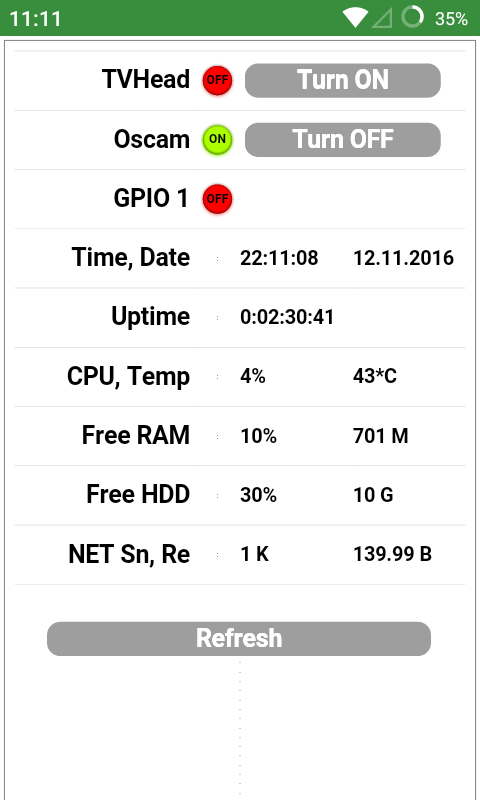 11:11 35%
TVHead OFF Turn ON
Oscam ON Turn OFF
GPIO 1 OFF
Time, Date : 22:11:08 12.11.2016
Uptime : 0:02:30:41
CPU, Temp : 4% 43*C
Free RAM : 10% 701 M
Free HDD : 30% 10 G
NET Sn, Re : 1 K 139.99 B
Refresh